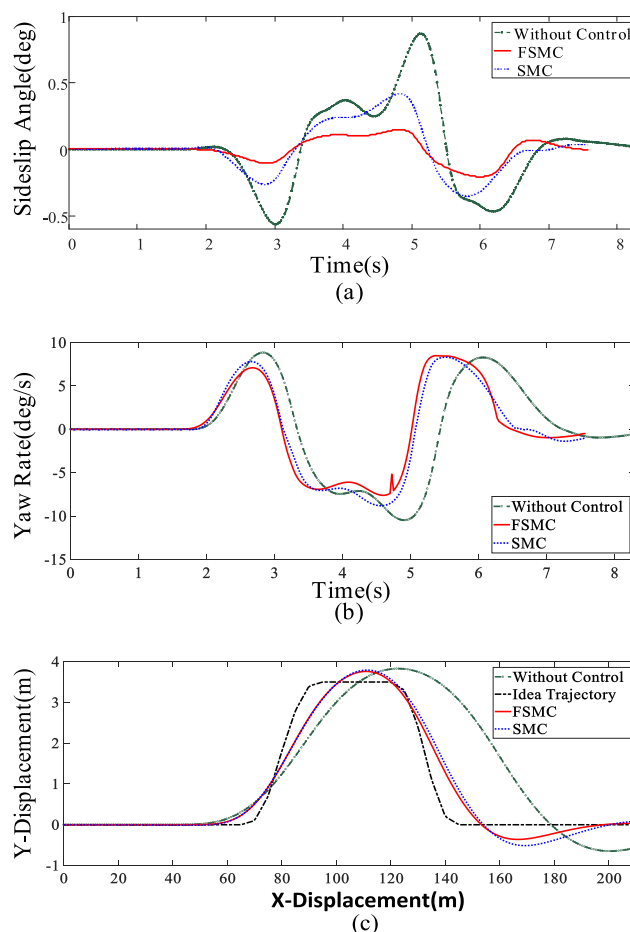 1
0.5
0
-0.5
Sideslip Angle(deg)
Without Control
FSMC
SMC
0 1 2 3 4 5 6 7 8
Time(s)
(a)
10
5
0
-5
-10
-15
Yaw Rate(deg/s)
Without Control
FSMC
SMC
0 1 2 3 4 5 6 7 8
Time(s)
(b)
4
3
2
1
0
-1
Y-Displacement(m)
Without Control
Idea Trajectory
FSMC
SMC
0 20 40 60 80 100 120 140 160 180 200
X-Displacement(m)
(c)